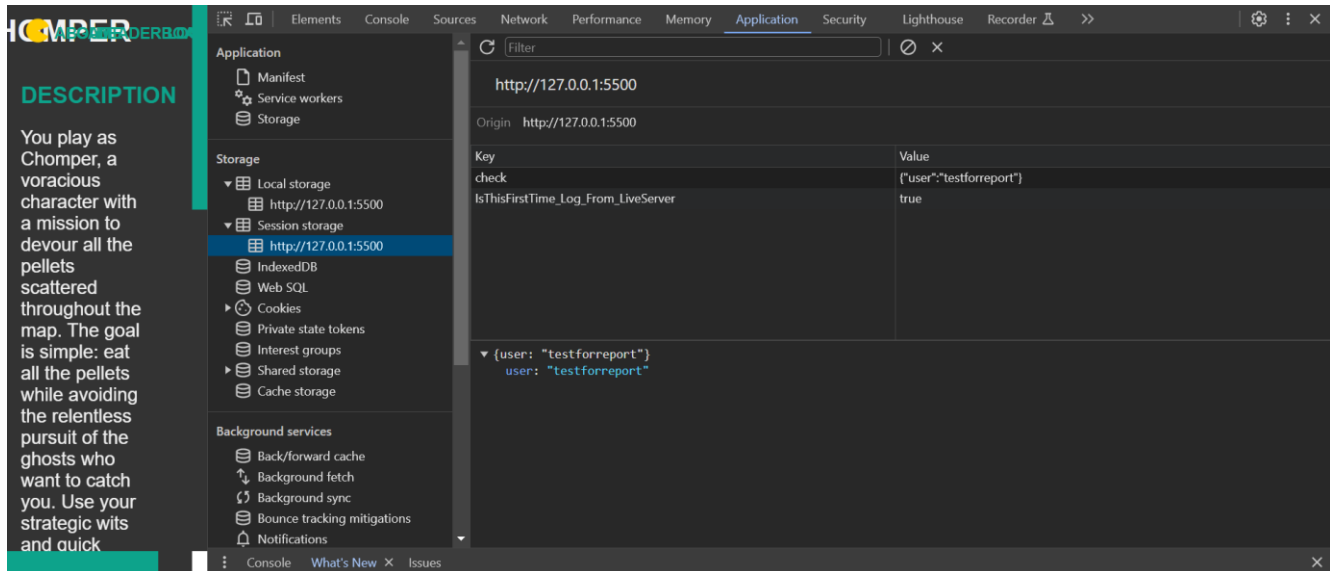 DESCRIPTION
You play as
Chomper, a
voracious
character with
a mission to
devour all the
pellets
scattered
throughout the
map. The goal
is simple: eat
all the pellets
while avoiding
the relentless
pursuit of the
ghosts who
want to catch
you. Use your
strategic wits
and quick
Elements Console Sources Network Performance Memory Application Security Lighthouse Recorder
Application
Manifest
Service workers
Storage
Storage
Local storage
http://127.0.0.1:5500
Session storage
http://127.0.0.1:5500
IndexedDB
Web SQL
Cookies
Private state tokens
Interest groups
Shared storage
Cache storage
Background services
Back/forward cache
Background fetch
Background sync
Bounce tracking mitigations
Notifications
Filter
http://127.0.0.1:5500
Origin http://127.0.0.1:5500
Key Value
check {"user":"testforreport"}
IsThisFirstTime_Log_From_LiveServer true
{user: "testforreport"}
user: "testforreport"
Console What's New Issues